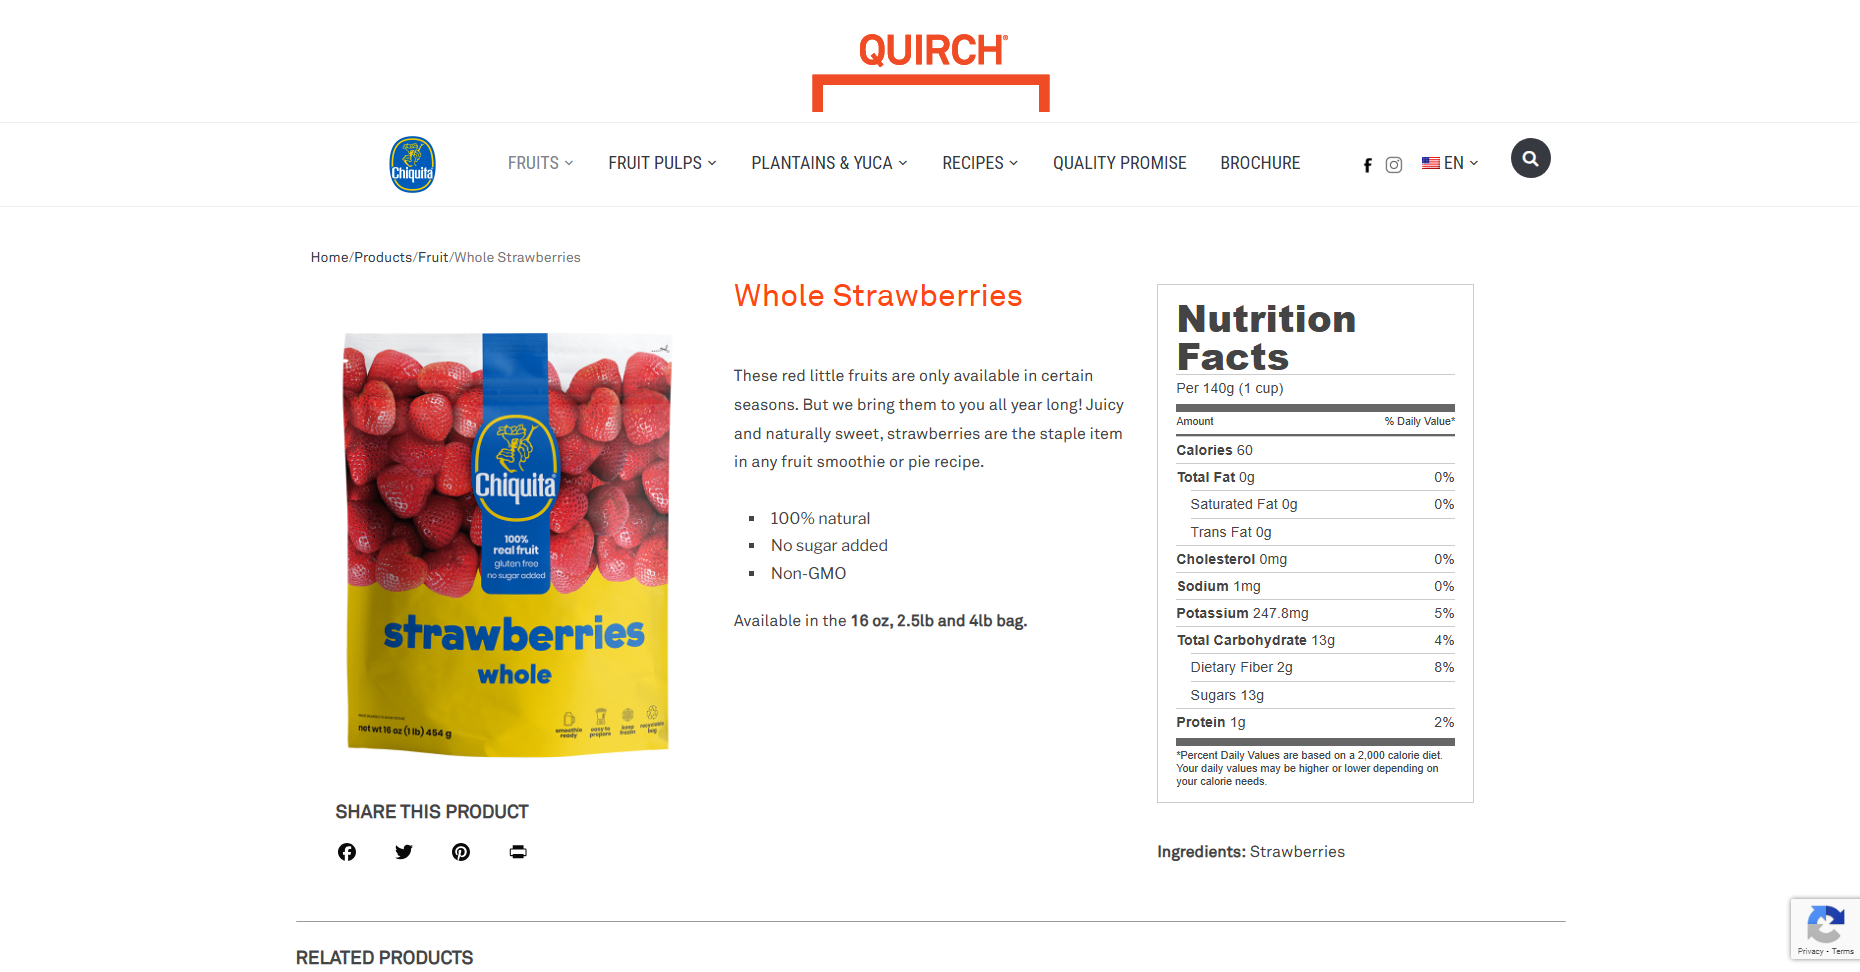 QUIRCH®
Chiquita
FRUITS
FRUIT PULPS
PLANTAINS & YUCA
RECIPES
QUALITY PROMISE
BROCHURE
EN
Home/Products/Fruit/Whole Strawberries
Chiquita
100%
real fruit
gluten free
no sugar added
strawberries
whole
net wt 16 oz (1 lb) 454 g
smoothie
ready
easy to
prepare
keep
frozen
recyclable
bag
SHARE THIS PRODUCT
Whole Strawberries
These red little fruits are only available in certain
seasons. But we bring them to you all year long! Juicy
and naturally sweet, strawberries are the staple item
in any fruit smoothie or pie recipe.
100% natural
No sugar added
Non-GMO
Available in the 16 oz, 2.5lb and 4lb bag.
Nutrition
Facts
Per 140g (1 cup)
Amount % Daily Value*
Calories 60
Total Fat 0g 0%
Saturated Fat 0g 0%
Trans Fat 0g
Cholesterol 0mg 0%
Sodium 1mg 0%
Potassium 247.8mg 5%
Total Carbohydrate 13g 4%
Dietary Fiber 2g 8%
Sugars 13g
Protein 1g 2%
*Percent Daily Values are based on a 2,000 calorie diet.
Your daily values may be higher or lower depending on
your calorie needs.
Ingredients: Strawberries
RELATED PRODUCTS
Privacy - Terms